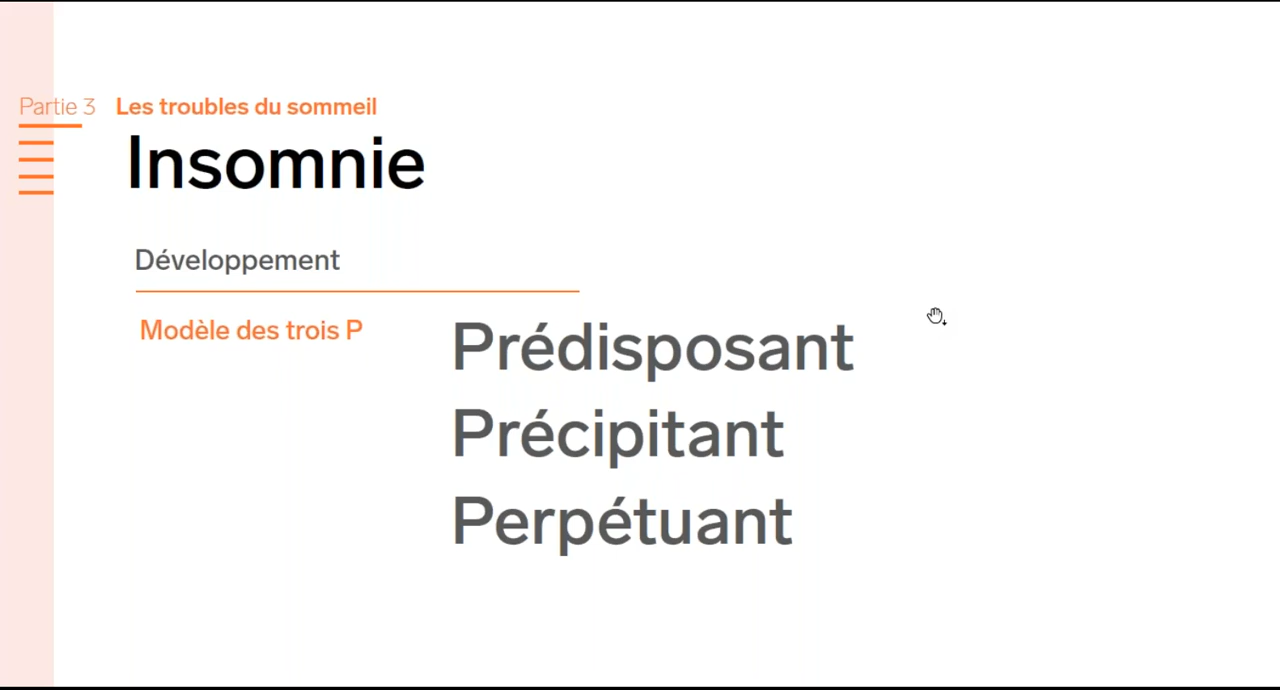 Partie 3 Les troubles du sommeil
Insomnie
Développement
Modèle des trois P
Prédisposant
Précipitant
Perpétuant